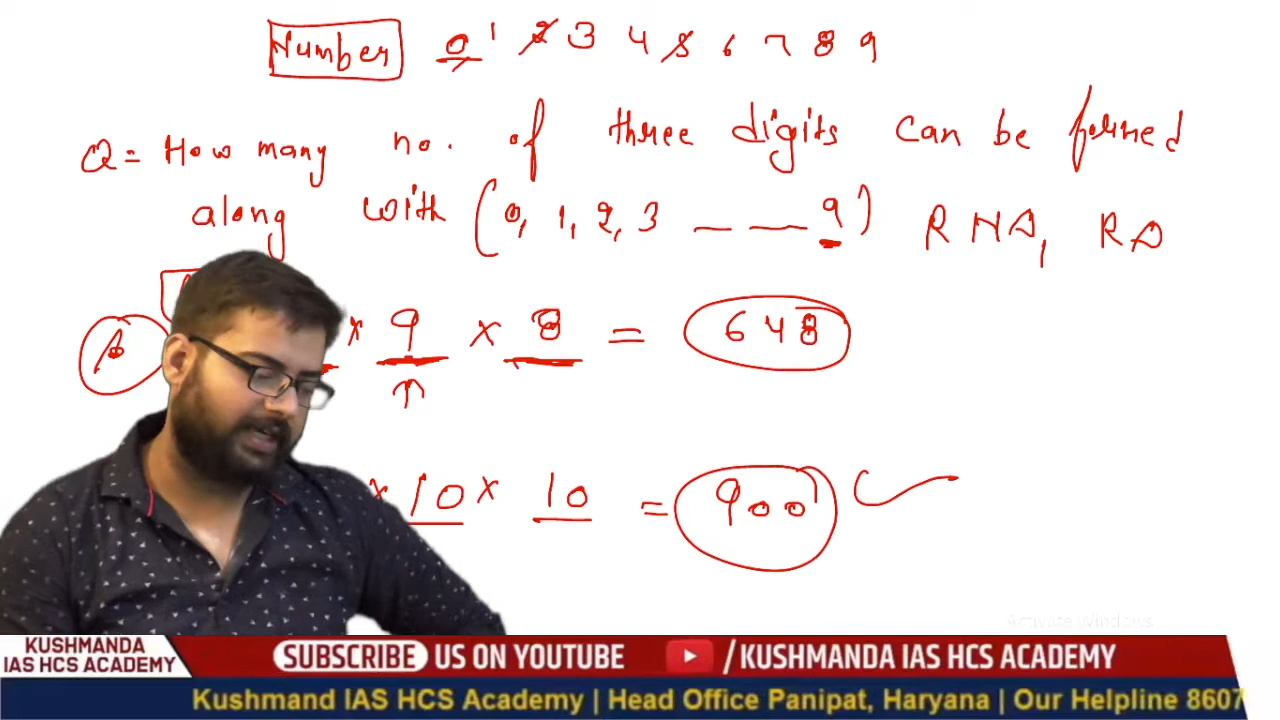 Number 0 1 2 3 4 5 6 7 8 9
Q = How many no. of three digits can be formed
along with (0, 1, 2, 3 _ _ 9) RNA, RA
× 9 × 8 = 648
× 10 × 10 = 900
Activate Windows
KUSHMANDA
IAS HCS ACADEMY
SUBSCRIBE US ON YOUTUBE /KUSHMANDA IAS HCS ACADEMY
Kushmand IAS HCS Academy | Head Office Panipat, Haryana | Our Helpline 8607